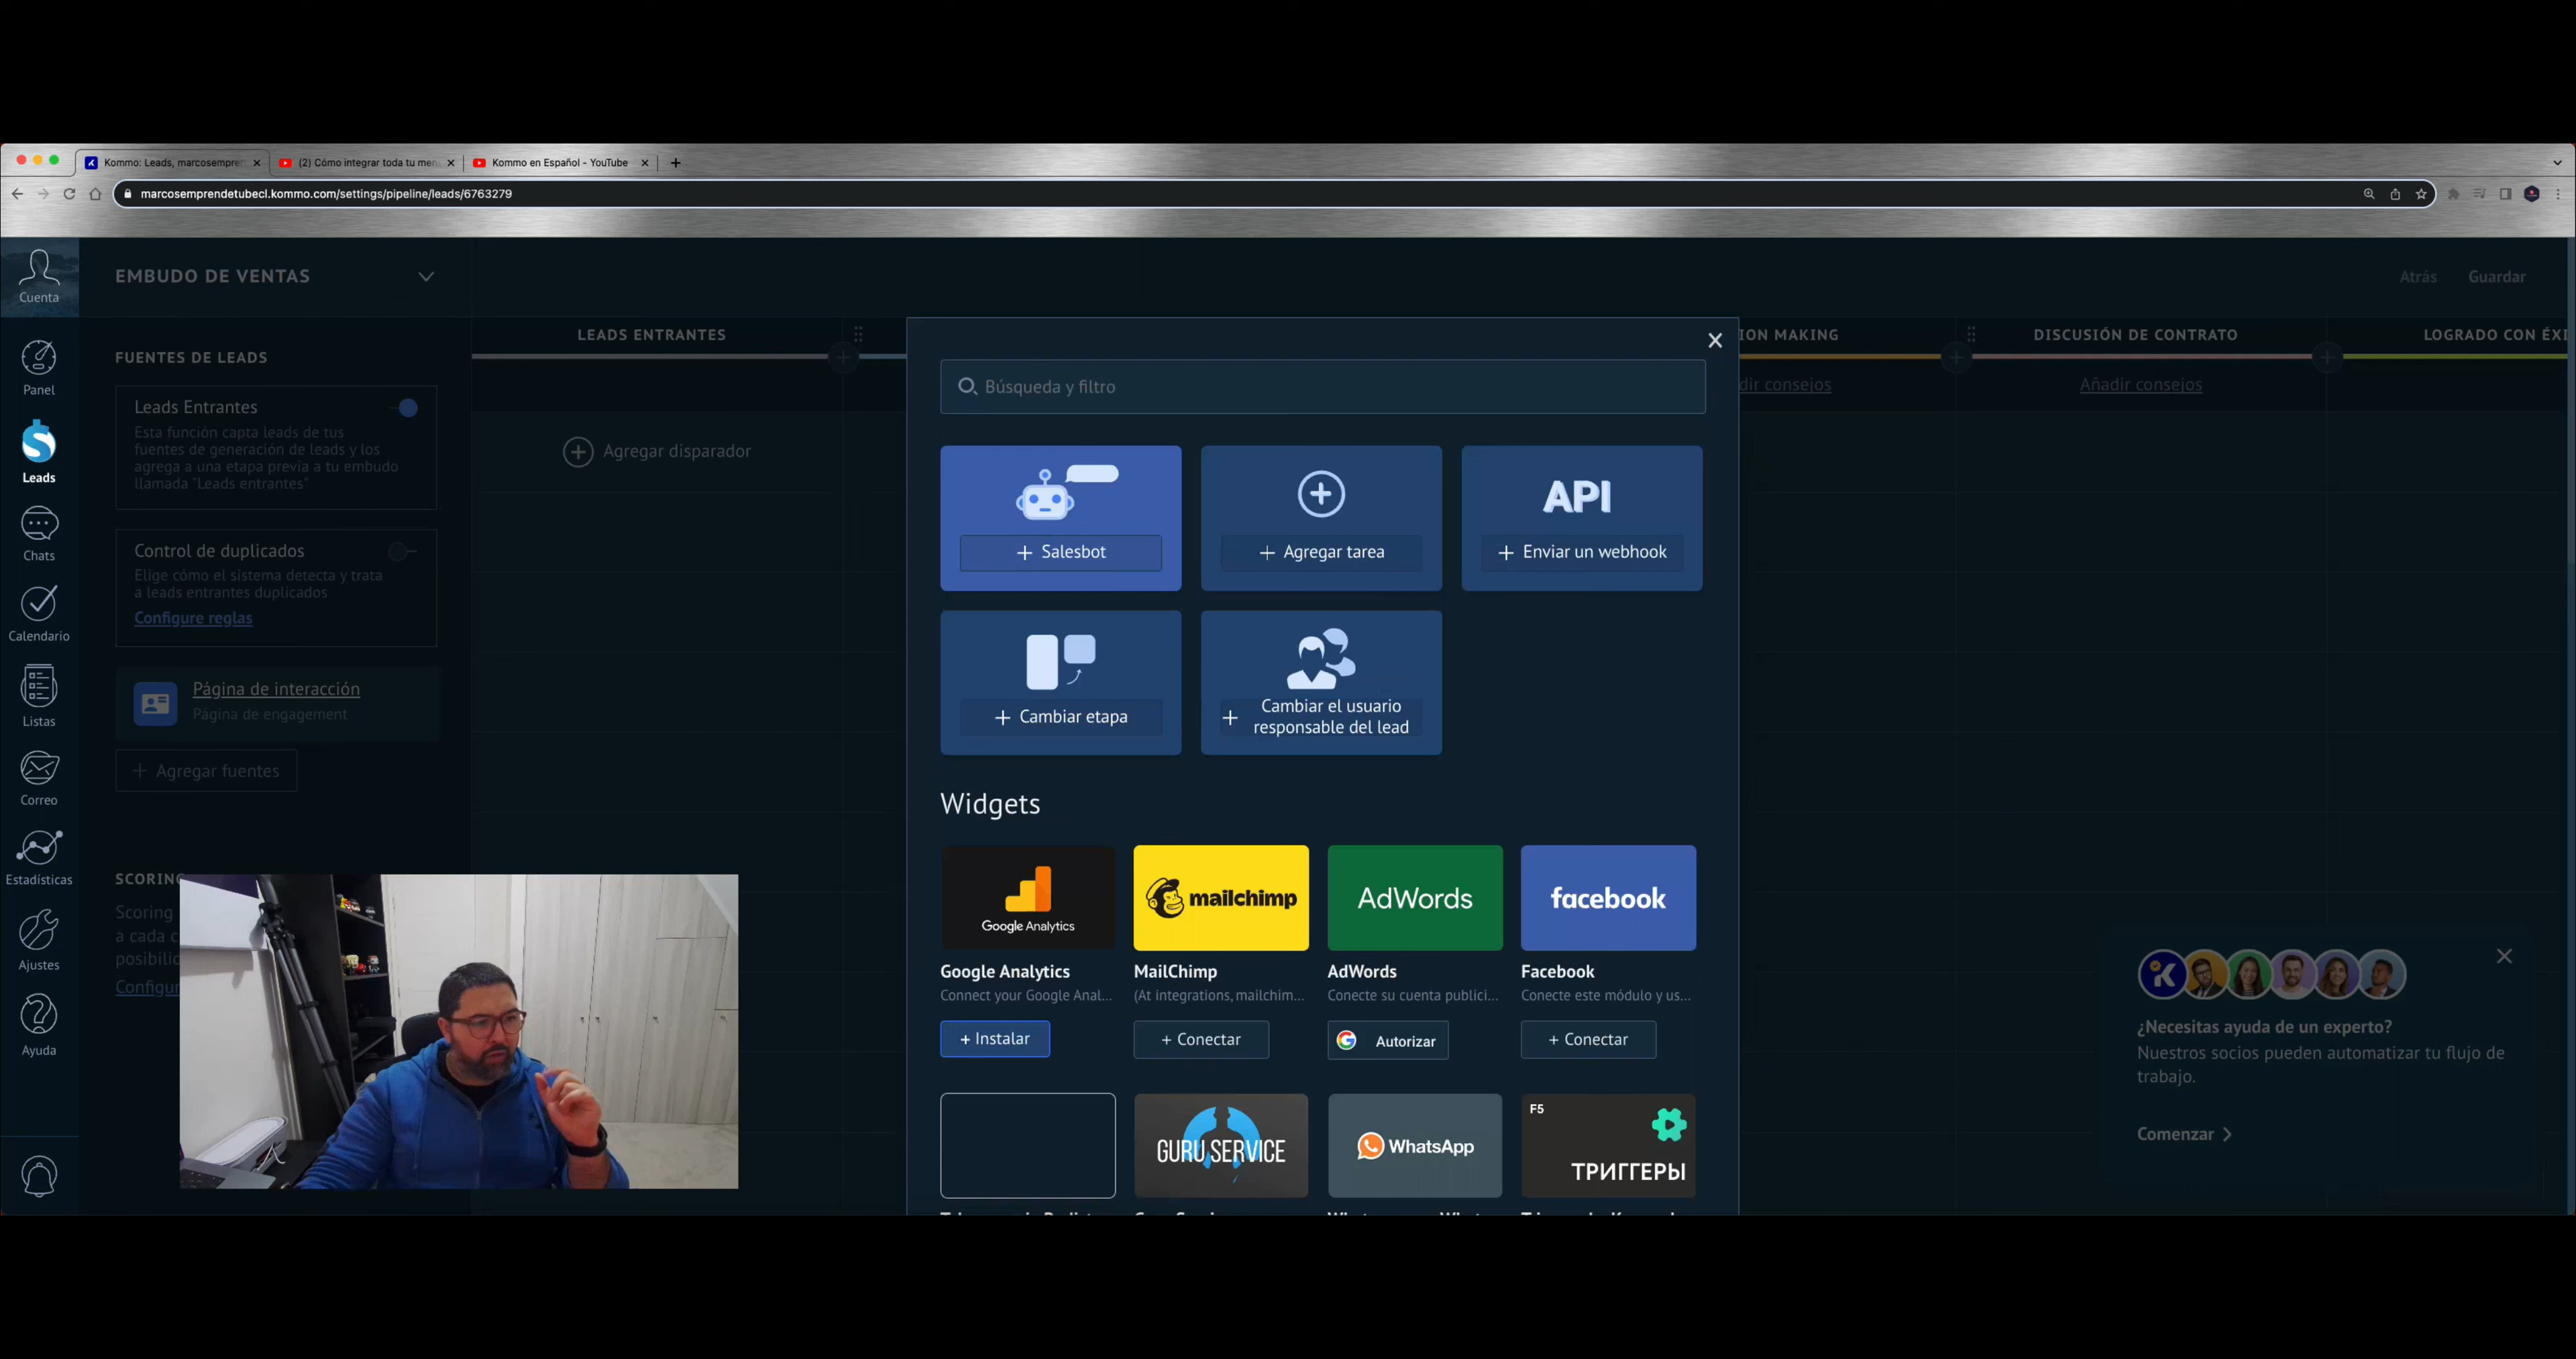 Kommo: Leads, marcosempren
(2) Cómo integrar toda tu men
Kommo en Español - YouTube
marcosemprendetubecl.kommo.com/settings/pipeline/leads/6763279
Cuenta
EMBUDO DE VENTAS
Atrás
Guardar
Panel
Leads
Chats
Calendario
Listas
Correo
Estadísticas
Ajustes
Ayuda
FUENTES DE LEADS
Leads Entrantes
Esta función capta leads de tus
fuentes de generación de leads y los
agrega a una etapa previa a tu embudo
llamada "Leads entrantes"
Control de duplicados
Elige cómo el sistema detecta y trata
a leads entrantes duplicados
Configure reglas
Página de interacción
Página de engagement
+ Agregar fuentes
SCORING
Scoring
a cada c
posibilid
Configur
LEADS ENTRANTES
Agregar disparador
ION MAKING
dir consejos
DISCUSIÓN DE CONTRATO
Añadir consejos
LOGRADO CON ÉXI
Búsqueda y filtro
+ Salesbot
+ Agregar tarea
API
+ Enviar un webhook
+ Cambiar etapa
+ Cambiar el usuario
responsable del lead
Widgets
Google Analytics
mailchimp
AdWords
facebook
Google Analytics
MailChimp
AdWords
Facebook
Connect your Google Anal...
(At integrations, mailchim...
Conecte su cuenta publici...
Conecte este módulo y us...
+ Instalar
+ Conectar
Autorizar
+ Conectar
GURU SERVICE
WhatsApp
F5
ТРИГГЕРЫ
¿Necesitas ayuda de un experto?
Nuestros socios pueden automatizar tu flujo de
trabajo.
Comenzar